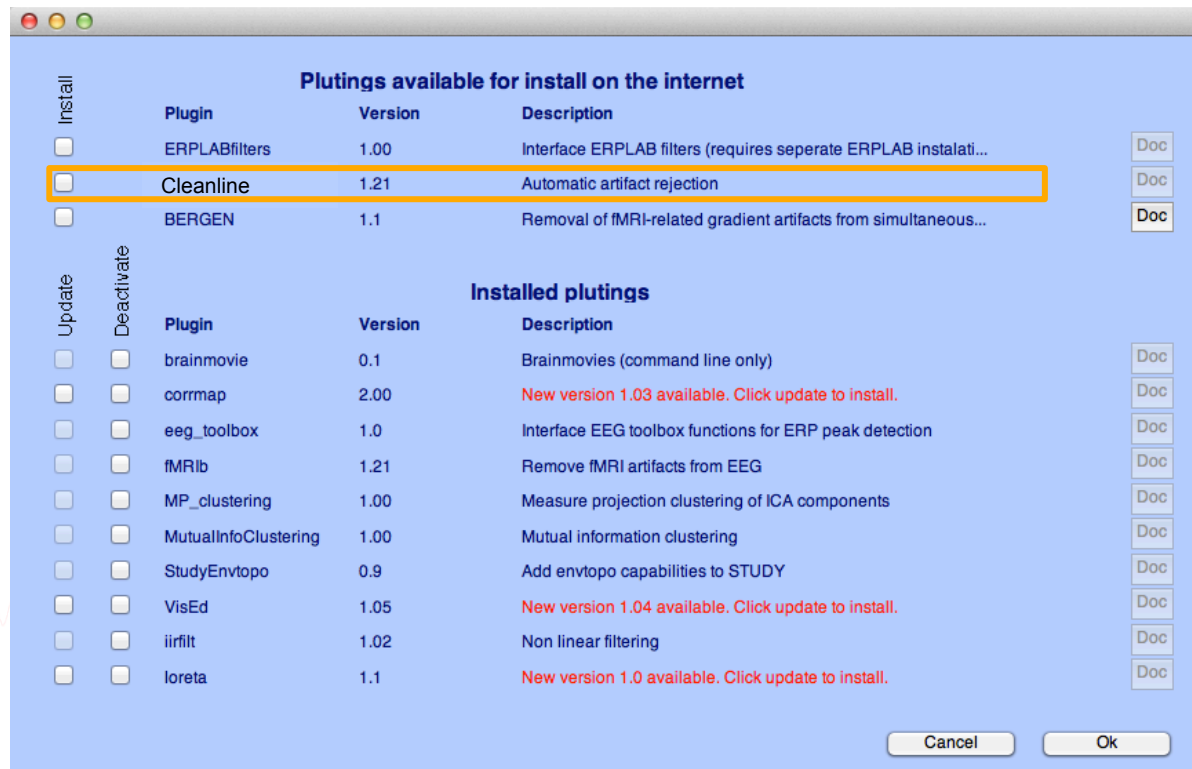 Install
Plutings available for install on the internet
Plugin Version Description
ERPLABfilters 1.00 Interface ERPLAB filters (requires seperate ERPLAB instalati... Doc
Cleanline 1.21 Automatic artifact rejection Doc
BERGEN 1.1 Removal of fMRI-related gradient artifacts from simultaneous... Doc
Update Deactivate
Installed plutings
Plugin Version Description
brainmovie 0.1 Brainmovies (command line only) Doc
corrmap 2.00 New version 1.03 available. Click update to install. Doc
eeg_toolbox 1.0 Interface EEG toolbox functions for ERP peak detection Doc
fMRIb 1.21 Remove fMRI artifacts from EEG Doc
MP_clustering 1.00 Measure projection clustering of ICA components Doc
MutualInfoClustering 1.00 Mutual information clustering Doc
StudyEnvtopo 0.9 Add envtopo capabilities to STUDY Doc
VisEd 1.05 New version 1.04 available. Click update to install. Doc
iirfilt 1.02 Non linear filtering Doc
loreta 1.1 New version 1.0 available. Click update to install. Doc
Cancel Ok